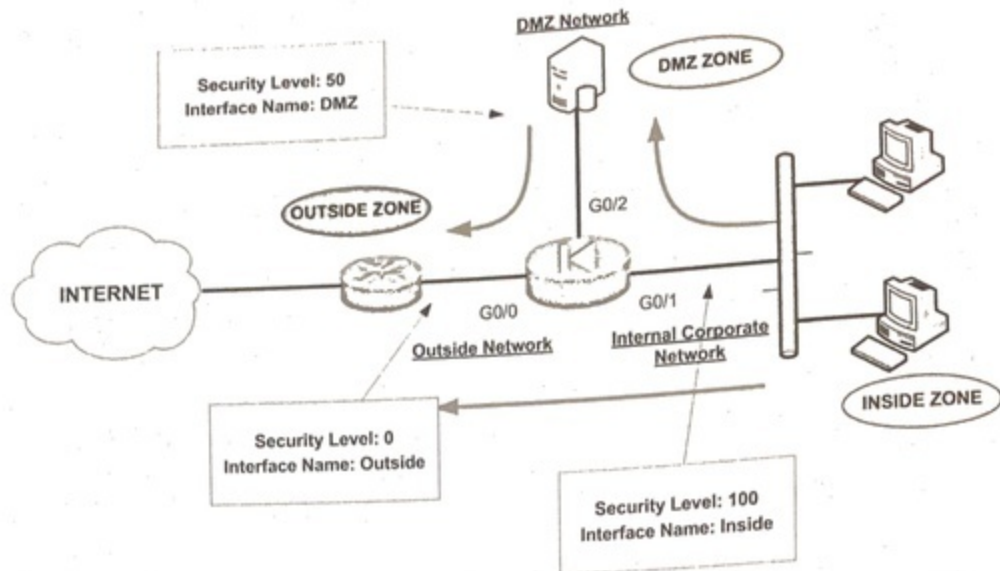 DMZ Network
Security Level: 50
Interface Name: DMZ
DMZ ZONE
OUTSIDE ZONE
G0/2
INTERNET
G0/0
G0/1
Outside Network
Internal Corporate
Network
INSIDE ZONE
Security Level: 0
Interface Name: Outside
Security Level: 100
Interface Name: Inside